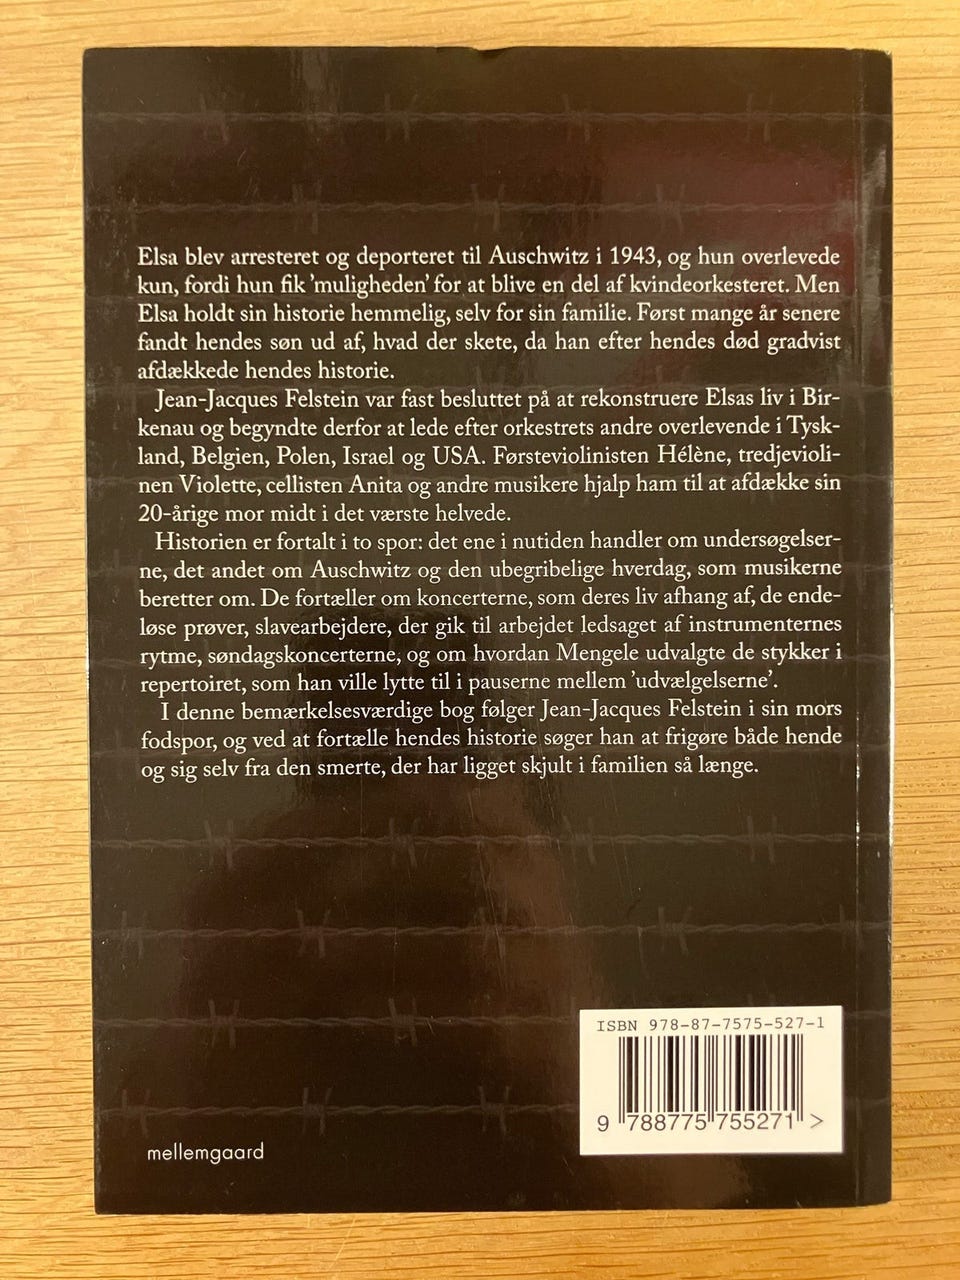 Elsa blev arresteret og deporteret til Auschwitz i 1943, og hun overlevede
kun, fordi hun fik 'muligheden' for at blive en del af kvindeorkesteret. Men
Elsa holdt sin historie hemmelig, selv for sin familie. Først mange år senere
fandt hendes søn ud af, hvad der skete, da han efter hendes død gradvist
afdækkede hendes historie.
Jean-Jacques Felstein var fast besluttet på at rekonstruere Elsas liv i Bir-
kenau og begyndte derfor at lede efter orkestrets andre overlevende i Tysk-
land, Belgien, Polen, Israel og USA. Førsteviolinisten Hélène, tredjevioli-
nen Violette, cellisten Anita og andre musikere hjalp ham til at afdække sin
20-årige mor midt i det værste helvede.
Historien er fortalt i to spor: det ene i nutiden handler om undersøgelser-
ne, det andet om Auschwitz og den ubegribelige hverdag, som musikerne
beretter om. De fortæller om koncerterne, som deres liv afhang af, de ende-
løse prøver, slavearbejdere, der gik til arbejdet ledsaget af instrumenternes
rytme, søndagskoncerterne, og om hvordan Mengele udvalgte de stykker i
repertoiret, som han ville lytte til i pauserne mellem 'udvælgelserne'.
I denne bemærkelsesværdige bog følger Jean-Jacques Felstein i sin mors
fodspor, og ved at fortælle hendes historie søger han at frigøre både hende
og sig selv fra den smerte, der har ligget skjult i familien så længe.
ISBN 978-87-7575-527-1
9 788775 755271 >
mellemgaard